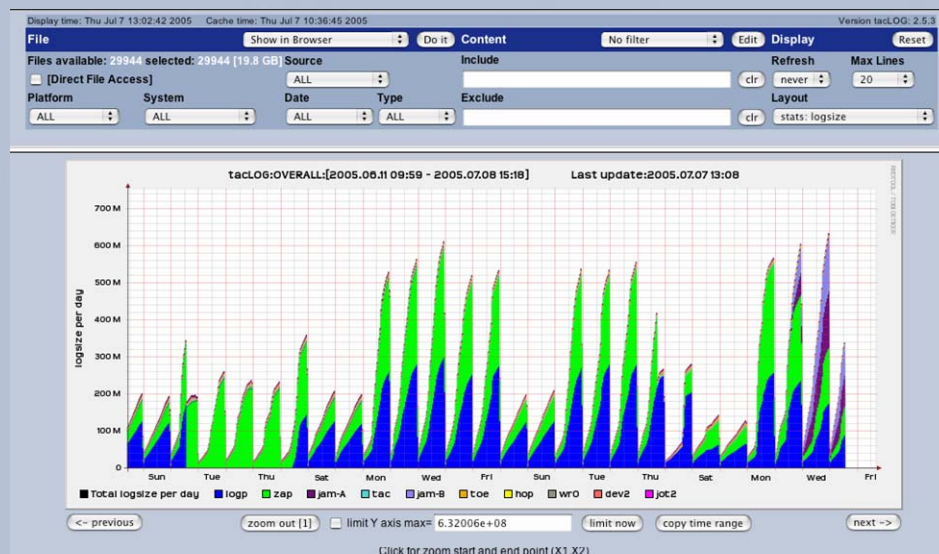 Display time: Thu Jul 7 13:02:42 2005 Cache time: Thu Jul 7 10:36:45 2005 Version tacLOG: 2.5.3
File Show in Browser Do it Content No filter Edit Display Reset
Files available: 29944 selected: 29944 [19.8 GB] Source Include Refresh Max Lines
[Direct File Access] ALL clr never 20
Platform System Date Type Exclude Layout
ALL ALL ALL ALL clr stats: logsize
tacLOG:OVERALL:[2005.06.11 09:59 - 2005.07.08 15:18] Last update:2005.07.07 13:08
RRDTOOL / TOBI OETIKER
logsize per day
700 M
600 M
500 M
400 M
300 M
200 M
100 M
0
Sun Tue Thu Sat Mon Wed Fri Sun Tue Thu Sat Mon Wed Fri
Total logsize per day logp zap jam-A tac jam-B toe hop wr0 dev2 jot2
<- previous zoom out [1] limit Y axis max= 6.32006e+08 limit now copy time range next ->
Click for zoom start and end point (X1,X2)